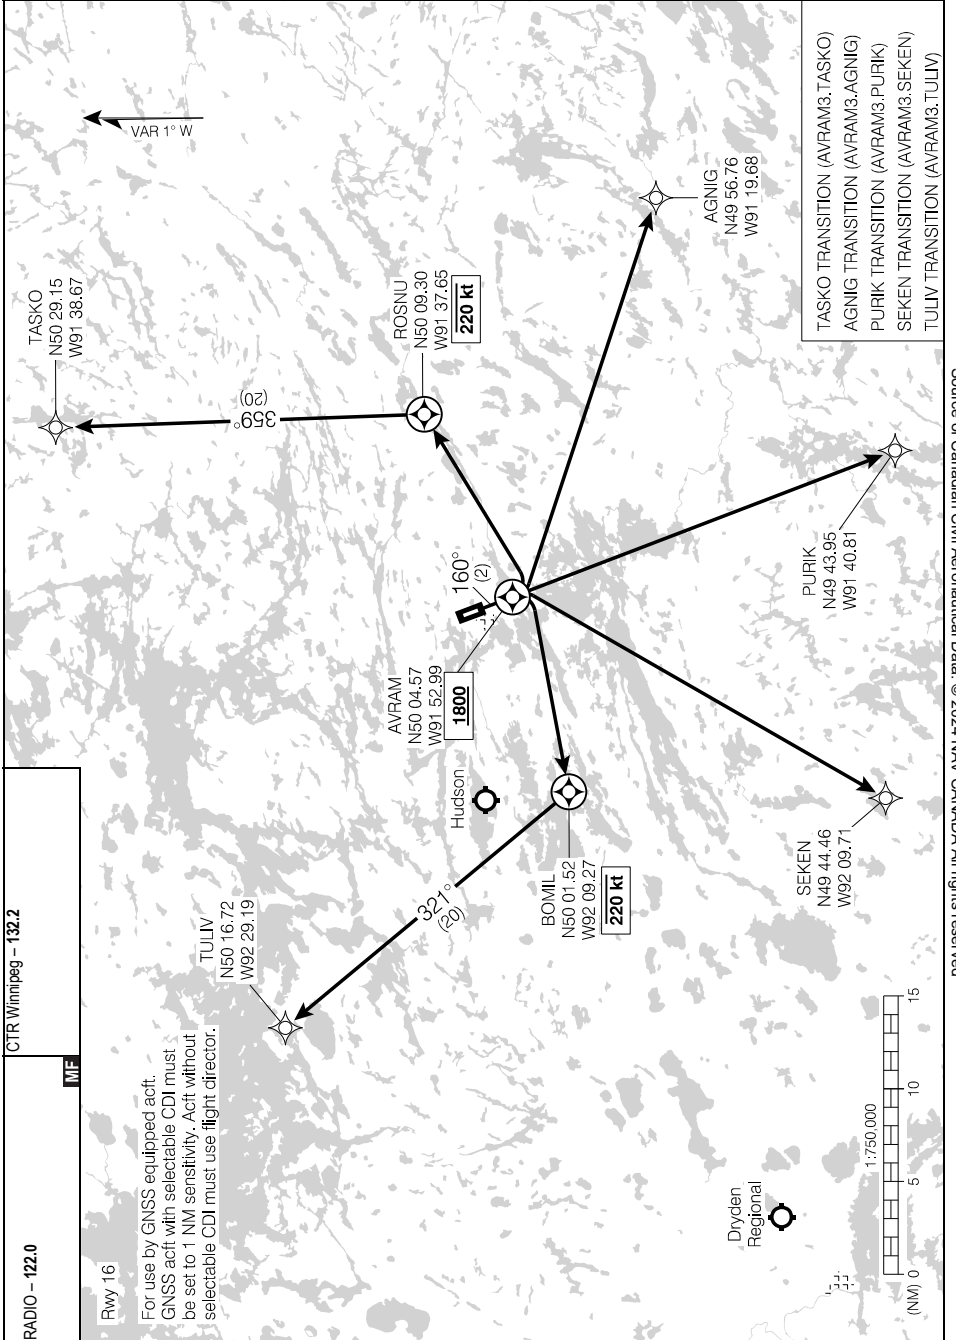 RADIO – 122.0
MF
CTR Winnipeg – 132.2
Rwy 16
For use by GNSS equipped acft.
GNSS acft with selectable CDI must
be set to 1 NM sensitivity. Acft without
selectable CDI must use flight director.
VAR 1° W
TASKO
N50 29.15
W91 38.67
359°
(20)
ROSNU
N50 09.30
W91 37.65
220 kt
AGNIG
N49 56.76
W91 19.68
160°
(2)
AVRAM
N50 04.57
W91 52.99
1800
Hudson
TULIV
N50 16.72
W92 29.19
321°
(20)
BOMIL
N50 01.52
W92 09.27
220 kt
PURIK
N49 43.95
W91 40.81
SEKEN
N49 44.46
W92 09.71
Dryden
Regional
1:750,000
(NM) 0 5 10 15
TASKO TRANSITION (AVRAM3.TASKO)
AGNIG TRANSITION (AVRAM3.AGNIG)
PURIK TRANSITION (AVRAM3.PURIK)
SEKEN TRANSITION (AVRAM3.SEKEN)
TULIV TRANSITION (AVRAM3.TULIV)
Source of Canadian Civil Aeronautical Data: © 2024 NAV CANADA All rights reserved